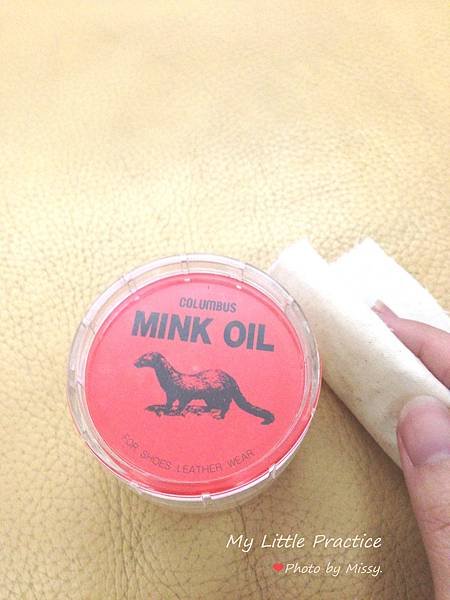 COLUMBUS
MINK OIL
FOR SHOES LEATHER WEAR
My Little Practice
❤Photo by Missy.